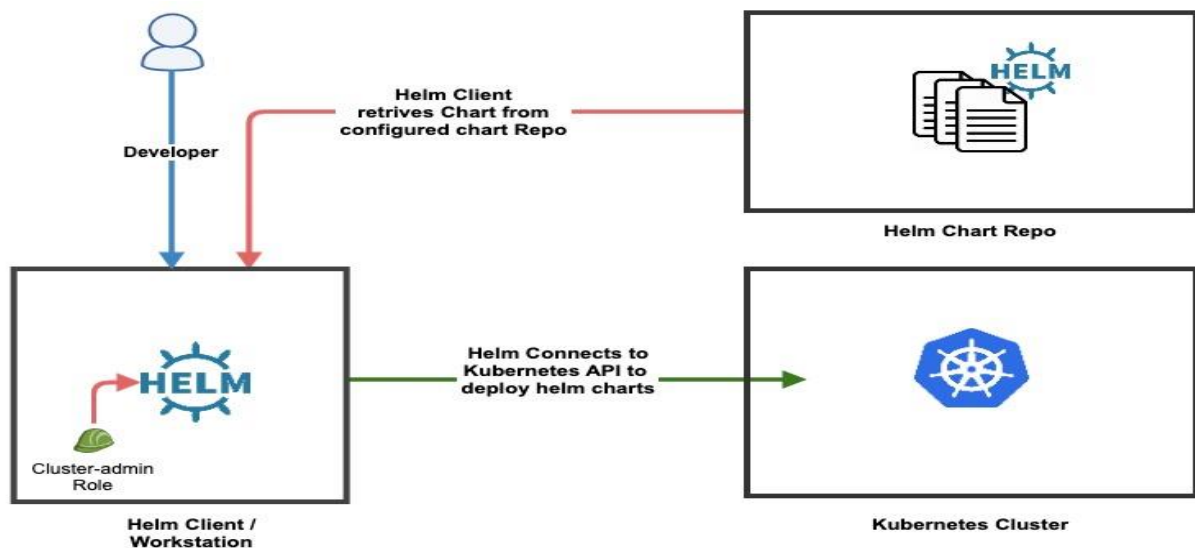 HELM
Helm Client
retrives Chart from
configured chart Repo
Developer
Helm Chart Repo
HELM
Helm Connects to
Kubernetes API to
deploy helm charts
Cluster-admin
Role
Helm Client /
Workstation
Kubernetes Cluster